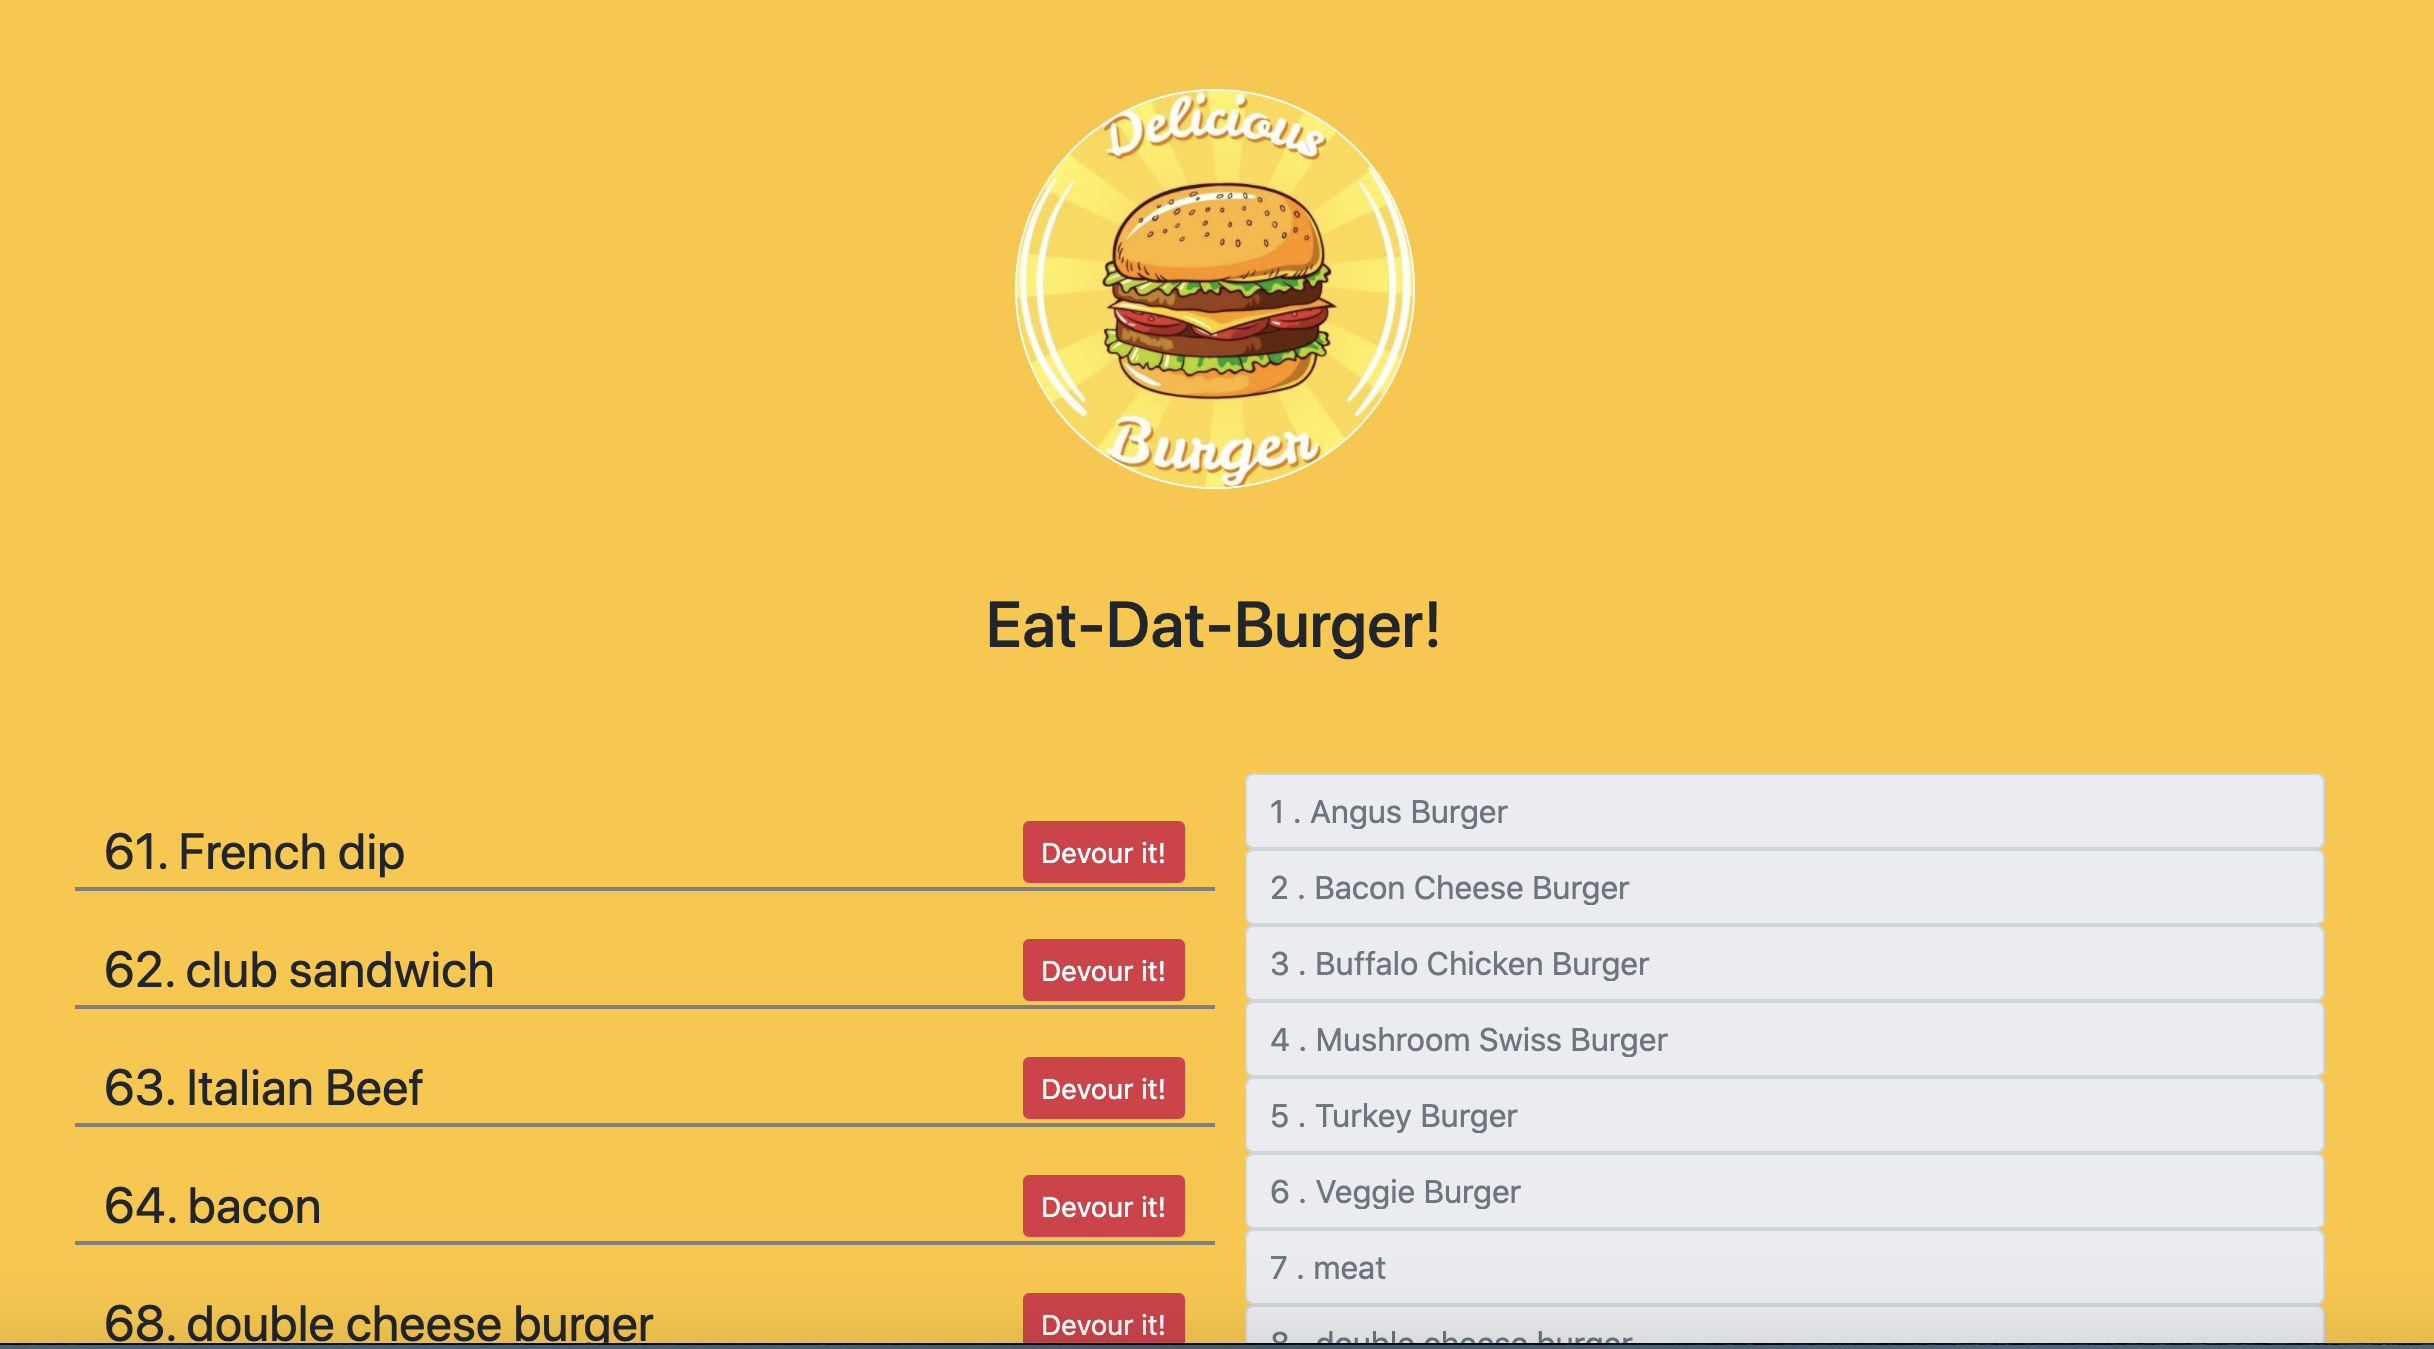 Delicious
Burger
Eat-Dat-Burger!
61. French dip
Devour it!
62. club sandwich
Devour it!
63. Italian Beef
Devour it!
64. bacon
Devour it!
68. double cheese burger
Devour it!
1 . Angus Burger
2 . Bacon Cheese Burger
3 . Buffalo Chicken Burger
4 . Mushroom Swiss Burger
5 . Turkey Burger
6 . Veggie Burger
7 . meat
8 . double cheese burger